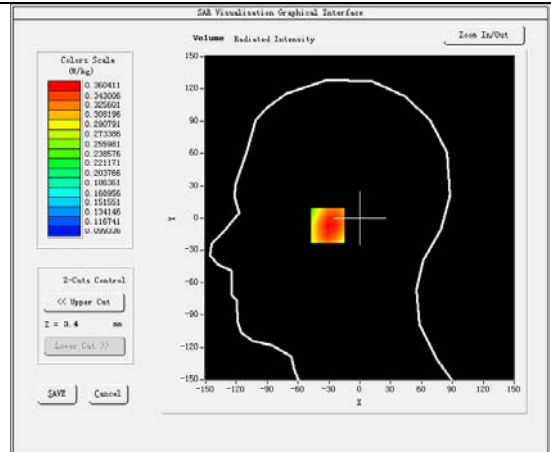 SAR Visualisation Graphical Interface
Volume Radiated Intensity
Zoom In/Out
Colors Scale
(W/kg)
0.360411
0.343006
0.325601
0.308196
0.290791
0.273386
0.255981
0.238576
0.221171
0.203766
0.186361
0.168956
0.151551
0.134146
0.116741
0.099336
Z-Cuts Control
<< Upper Cut
Z = 3.4 mm
Lower Cut >>
SAVE Cancel
150
120
90
60
30
0
-30
-60
-90
-120
-150
Y
-150 -120 -90 -60 -30 0 30 60 90 120 150
X